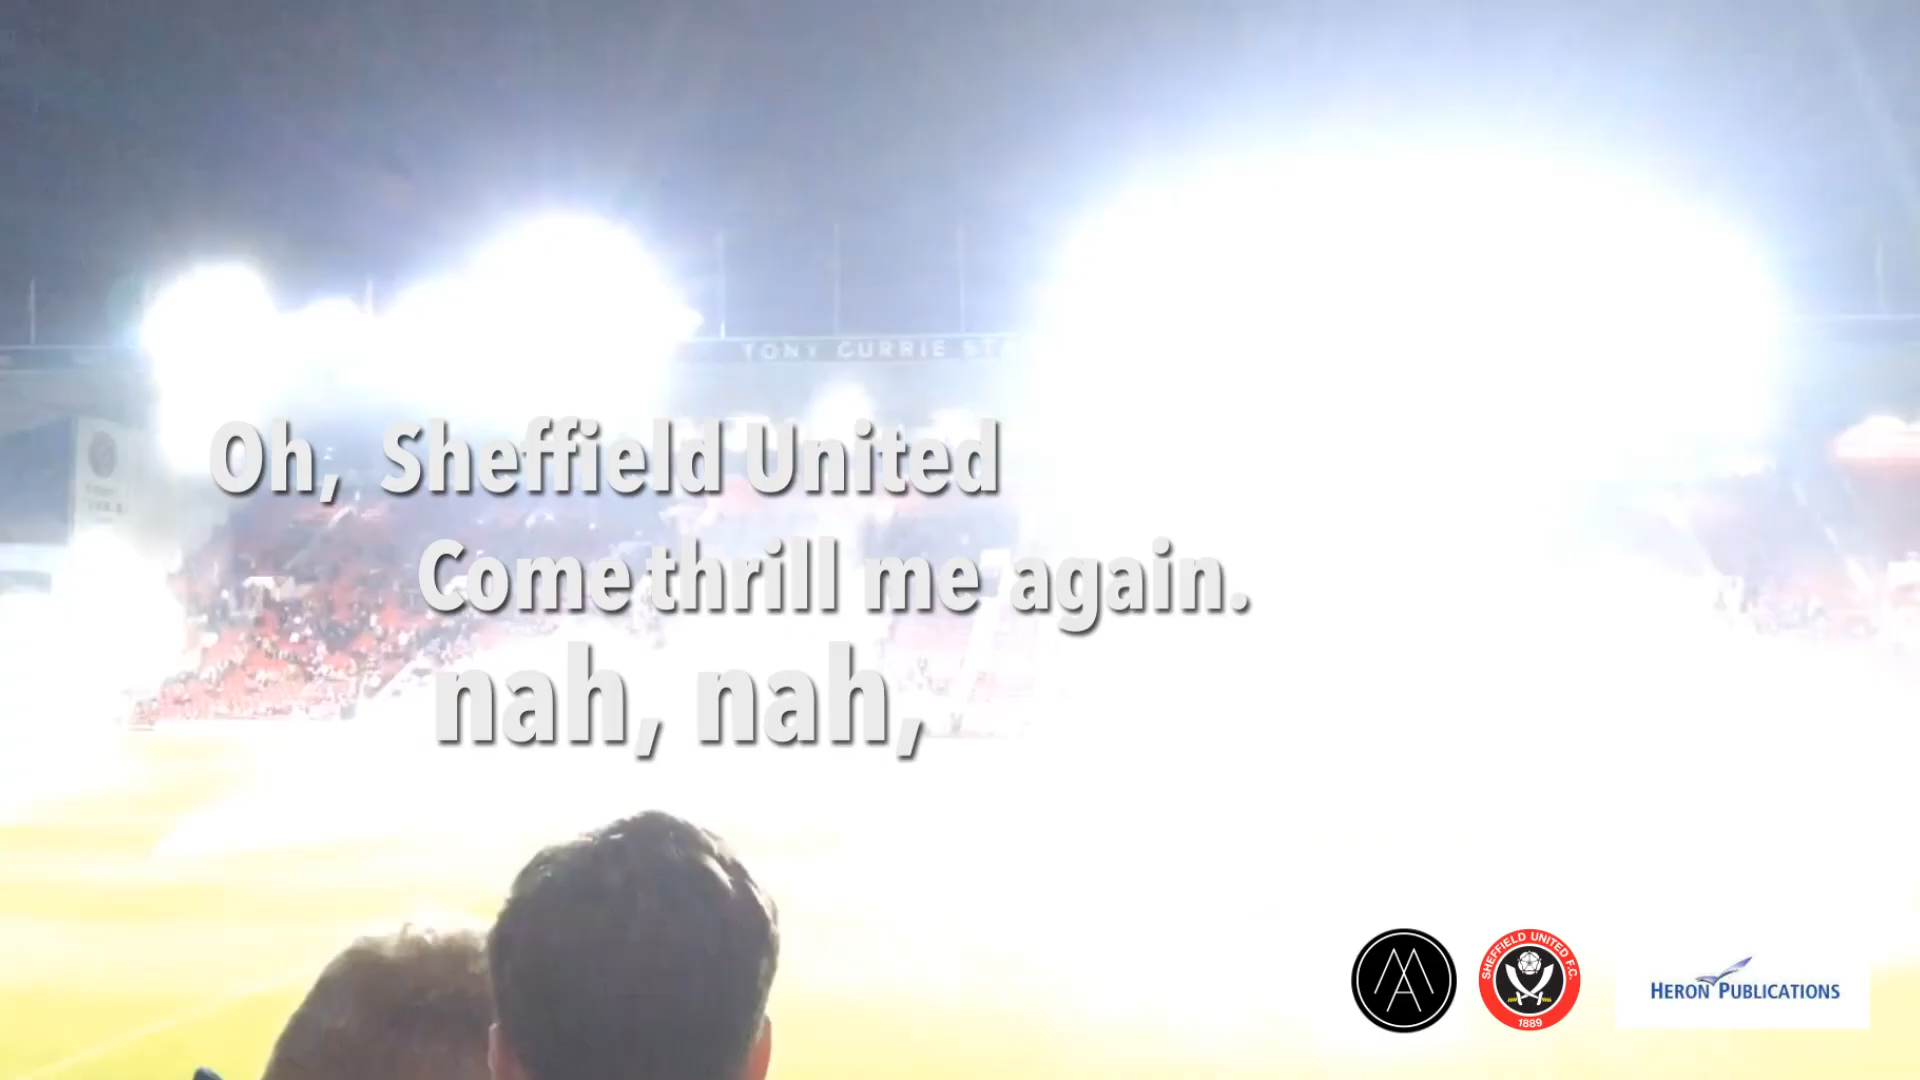 TONY CURRIE ST
Oh, Sheffield United
Come thrill me again.
nah, nah,
SHEFFIELD UNITED F.C.
1889
HERON PUBLICATIONS